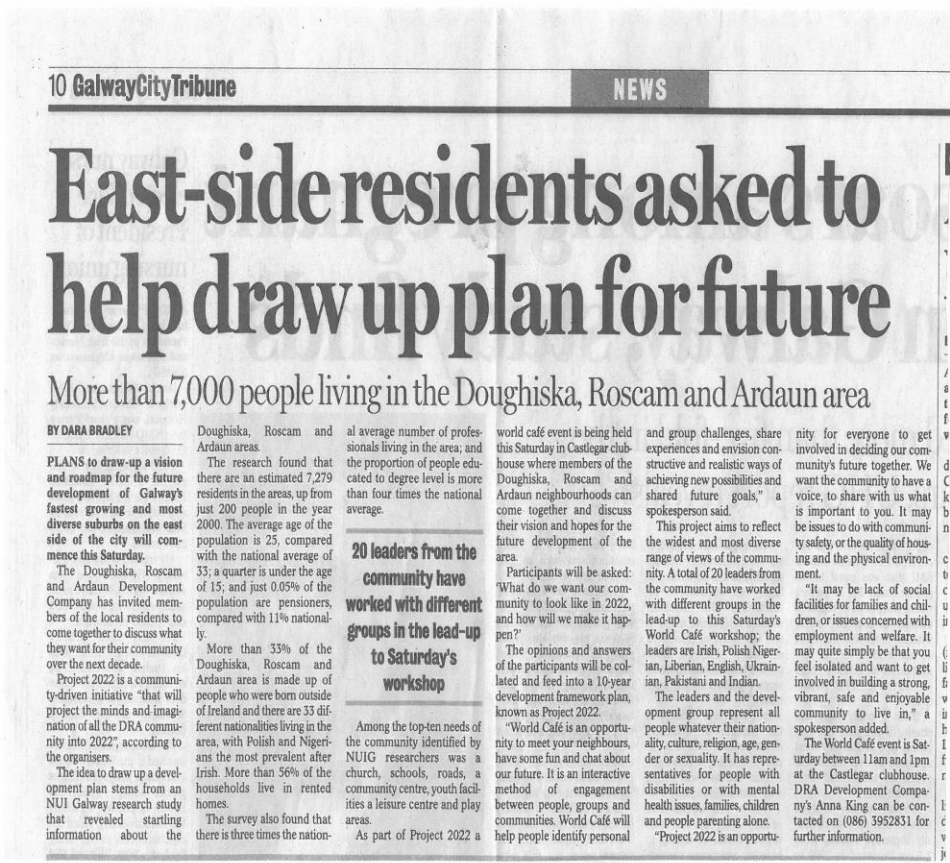 10 GalwayCityTribune
NEWS
East-side residents asked to
help draw up plan for future
More than 7,000 people living in the Doughiska, Roscam and Ardaun area
BY DARA BRADLEY
PLANS to draw-up a vision
and roadmap for the future
development of Galway's
fastest growing and most
diverse suburbs on the east
side of the city will com-
mence this Saturday.
The Doughiska, Roscam
and Ardaun Development
Company has invited mem-
bers of the local residents to
come together to discuss what
they want for their community
over the next decade.
Project 2022 is a communi-
ty-driven initiative "that will
project the minds and imagi-
nation of all the DRA commu-
nity into 2022", according to
the organisers.
The idea to draw up a devel-
opment plan stems from an
NUI Galway research study
that revealed startling
information about the
Doughiska, Roscam and
Ardaun areas.
The research found that
there are an estimated 7,279
residents in the areas, up from
just 200 people in the year
2000. The average age of the
population is 25, compared
with the national average of
33; a quarter is under the age
of 15; and just 0.05% of the
population are pensioners,
compared with 11% national-
ly.
More than 33% of the
Doughiska, Roscam and
Ardaun area is made up of
people who were born outside
of Ireland and there are 33 dif-
ferent nationalities living in the
area, with Polish and Nigeri-
ans the most prevalent after
Irish. More than 56% of the
households live in rented
homes.
The survey also found that
there is three times the nation-
al average number of profes-
sionals living in the area; and
the proportion of people edu-
cated to degree level is more
than four times the national
average.
20 leaders from the
community have
worked with different
groups in the lead-up
to Saturday's
workshop
Among the top-ten needs of
the community identified by
NUIG researchers was a
church, schools, roads, a
community centre, youth facil-
ities a leisure centre and play
areas.
As part of Project 2022 a
world café event is being held
this Saturday in Castlegar club-
house where members of the
Doughiska, Roscam and
Ardaun neighbourhoods can
come together and discuss
their vision and hopes for the
future development of the
area.
Participants will be asked:
'What do we want our com-
munity to look like in 2022,
and how will we make it hap-
pen?'
The opinions and answers
of the participants will be col-
lated and feed into a 10-year
development framework plan,
known as Project 2022.
"World Café is an opportu-
nity to meet your neighbours,
have some fun and chat about
our future. It is an interactive
method of engagement
between people, groups and
communities. World Café will
help people identify personal
and group challenges, share
experiences and envision con-
structive and realistic ways of
achieving new possibilities and
shared future goals," a
spokesperson said.
This project aims to reflect
the widest and most diverse
range of views of the commu-
nity. A total of 20 leaders from
the community have worked
with different groups in the
lead-up to this Saturday's
World Café workshop; the
leaders are Irish, Polish Niger-
ian, Liberian, English, Ukrain-
ian, Pakistani and Indian.
The leaders and the devel-
opment group represent all
people whatever their nation-
ality, culture, religion, age, gen-
der or sexuality. It has repre-
sentatives for people with
disabilities or with mental
health issues, families, children
and people parenting alone.
"Project 2022 is an opportu-
nity for everyone to get
involved in deciding our com-
munity's future together. We
want the community to have a
voice, to share with us what
is important to you. It may
be issues to do with communi-
ty safety, or the quality of hous-
ing and the physical environ-
ment.
"It may be lack of social
facilities for families and chil-
dren, or issues concerned with
employment and welfare. It
may quite simply be that you
feel isolated and want to get
involved in building a strong,
vibrant, safe and enjoyable
community to live in," a
spokesperson added.
The World Café event is Sat-
urday between 11am and 1pm
at the Castlegar clubhouse.
DRA Development Compa-
ny's Anna King can be con-
tacted on (086) 3952831 for
further information.